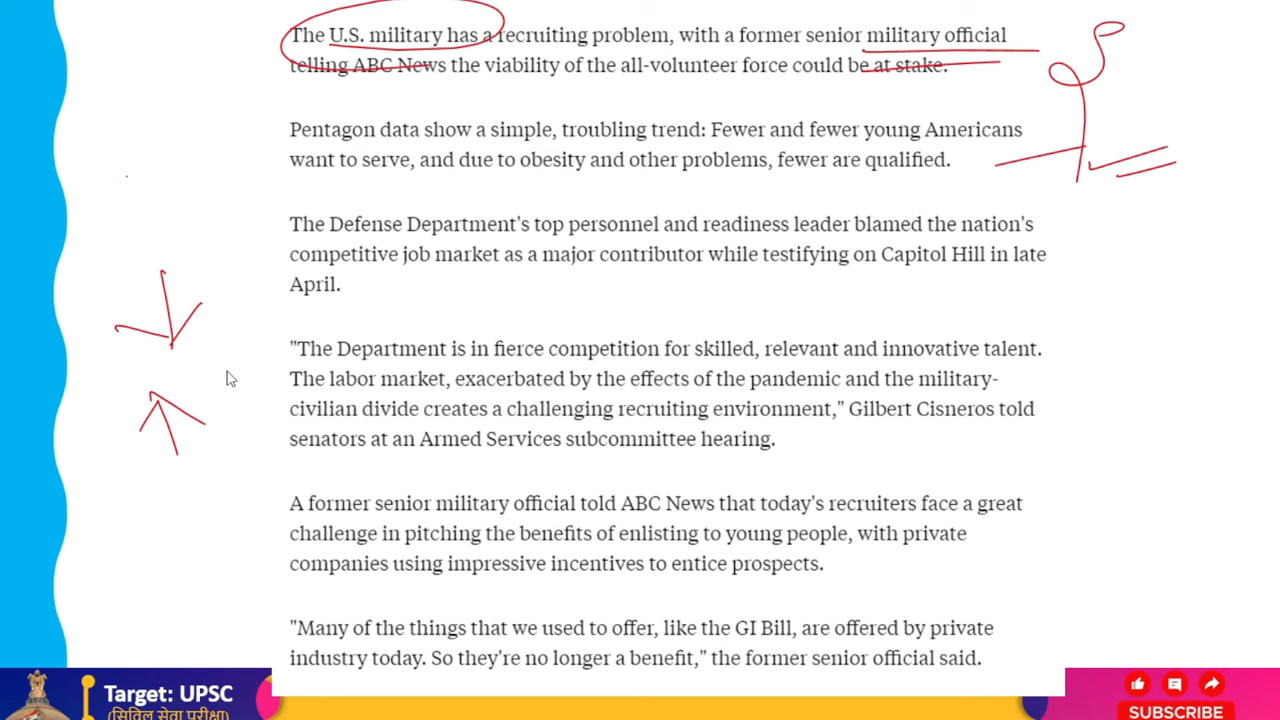 The U.S. military has a recruiting problem, with a former senior military official
telling ABC News the viability of the all-volunteer force could be at stake.
Pentagon data show a simple, troubling trend: Fewer and fewer young Americans
want to serve, and due to obesity and other problems, fewer are qualified.
The Defense Department's top personnel and readiness leader blamed the nation's
competitive job market as a major contributor while testifying on Capitol Hill in late
April.
"The Department is in fierce competition for skilled, relevant and innovative talent.
The labor market, exacerbated by the effects of the pandemic and the military-
civilian divide creates a challenging recruiting environment," Gilbert Cisneros told
senators at an Armed Services subcommittee hearing.
A former senior military official told ABC News that today's recruiters face a great
challenge in pitching the benefits of enlisting to young people, with private
companies using impressive incentives to entice prospects.
"Many of the things that we used to offer, like the GI Bill, are offered by private
industry today. So they're no longer a benefit," the former senior official said.
Target: UPSC
(सिविल सेवा परीक्षा)
SUBSCRIBE